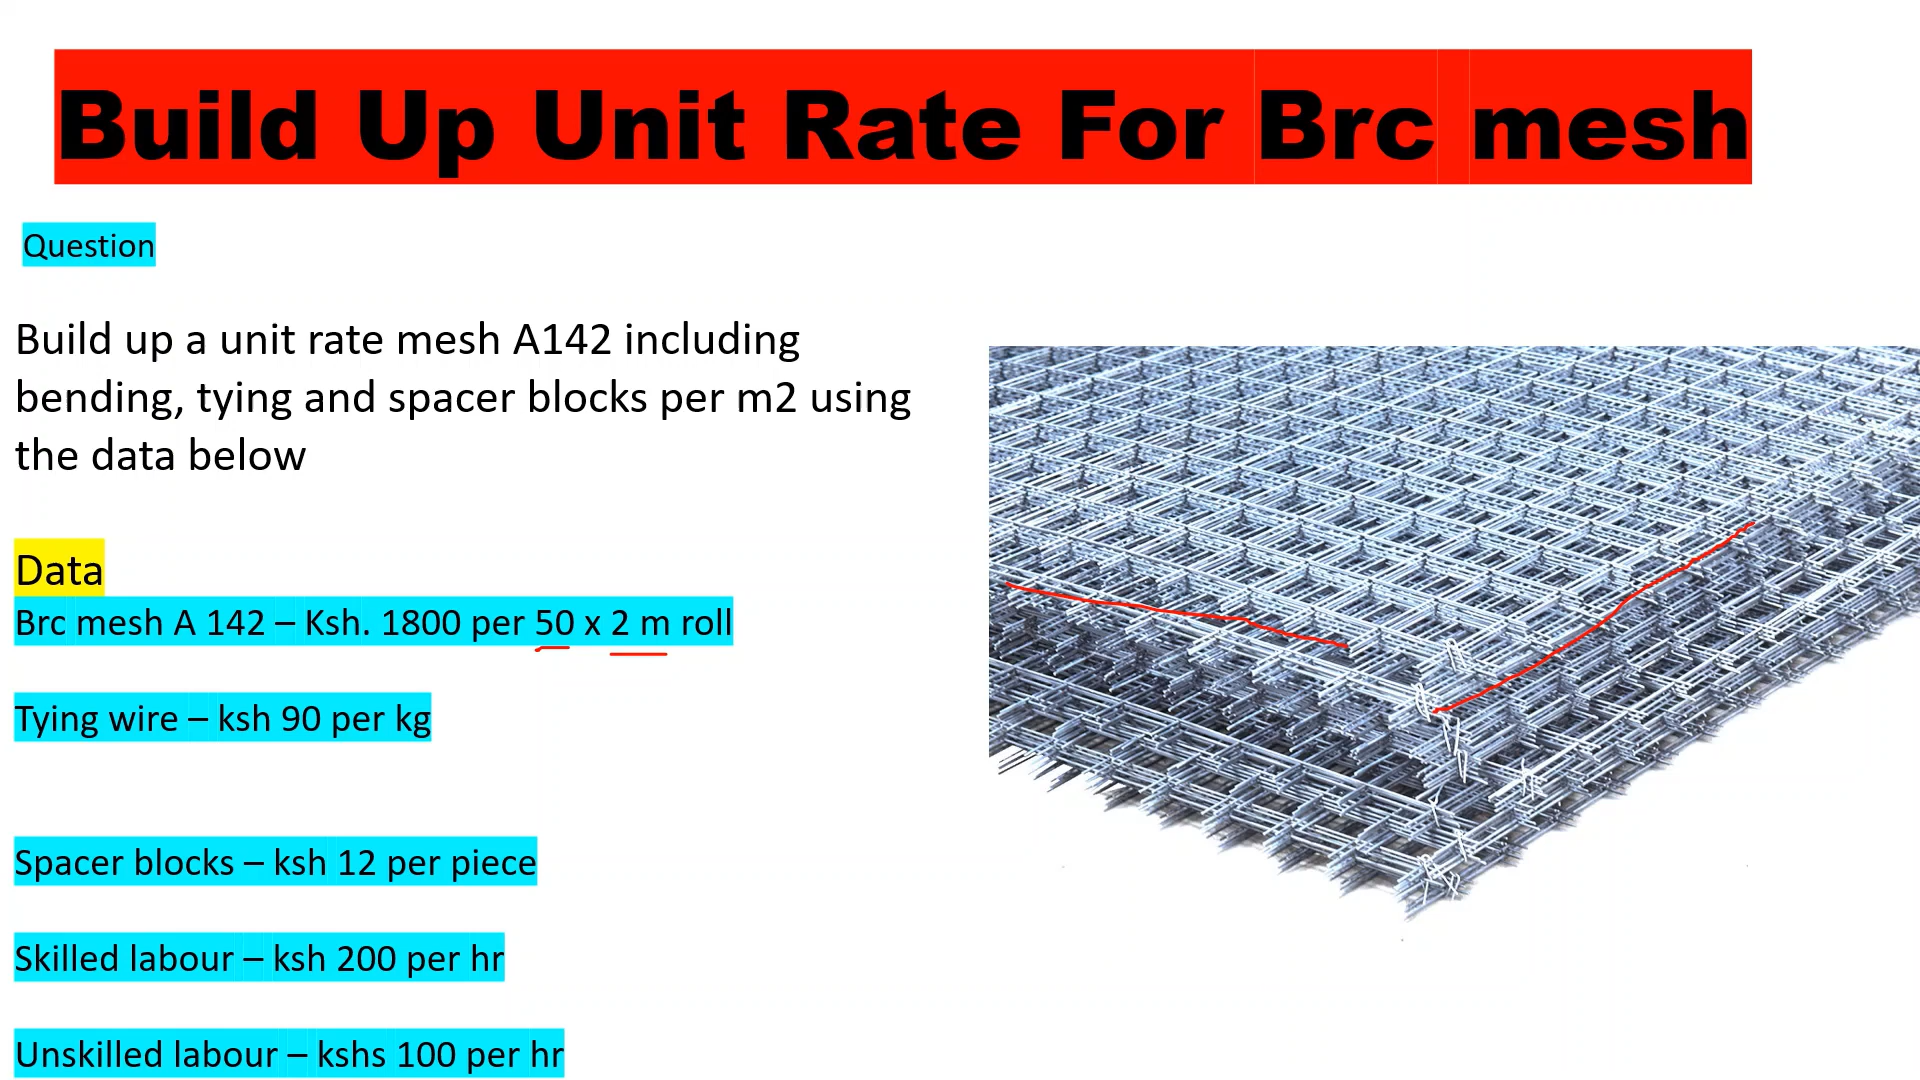 Build Up Unit Rate For Brc mesh
Question
Build up a unit rate mesh A142 including
bending, tying and spacer blocks per m2 using
the data below
Data
Brc mesh A 142 – Ksh. 1800 per 50 x 2 m roll
Tying wire – ksh 90 per kg
Spacer blocks – ksh 12 per piece
Skilled labour – ksh 200 per hr
Unskilled labour – kshs 100 per hr